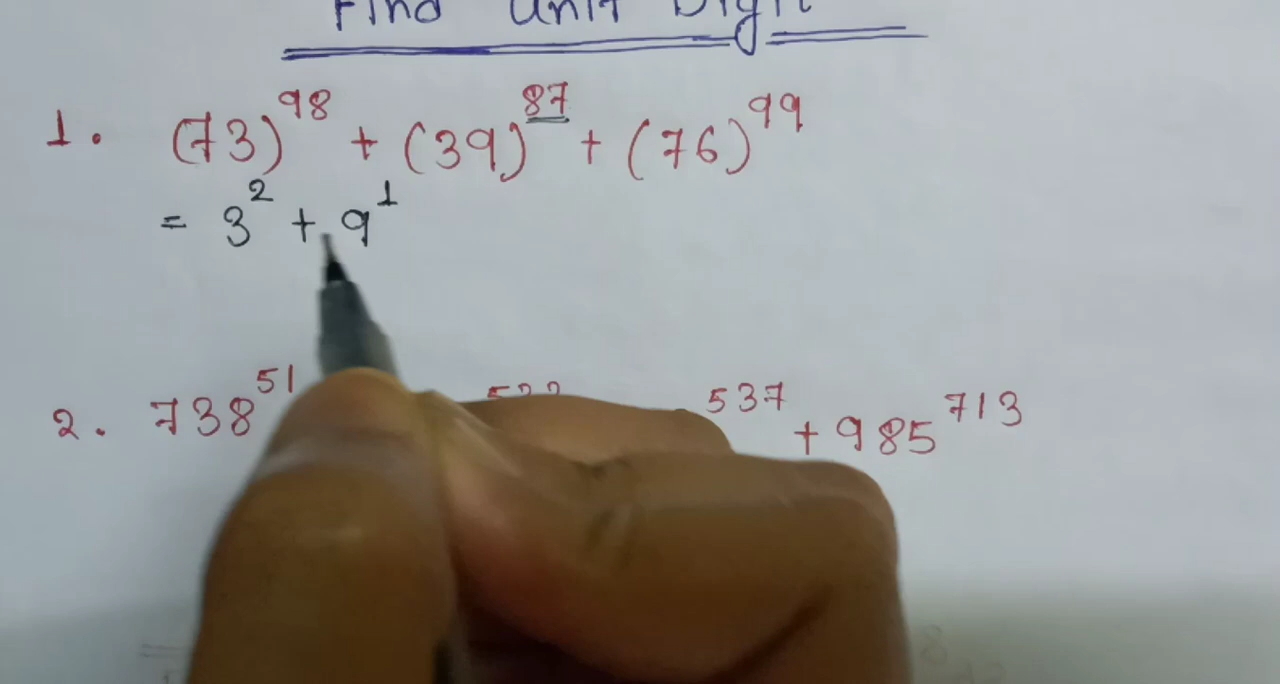 Find Unit Digit
1. (73)^98 + (39)^87 + (76)^99
= 3^2 + 9^1
2. 738^51 537 + 985^713